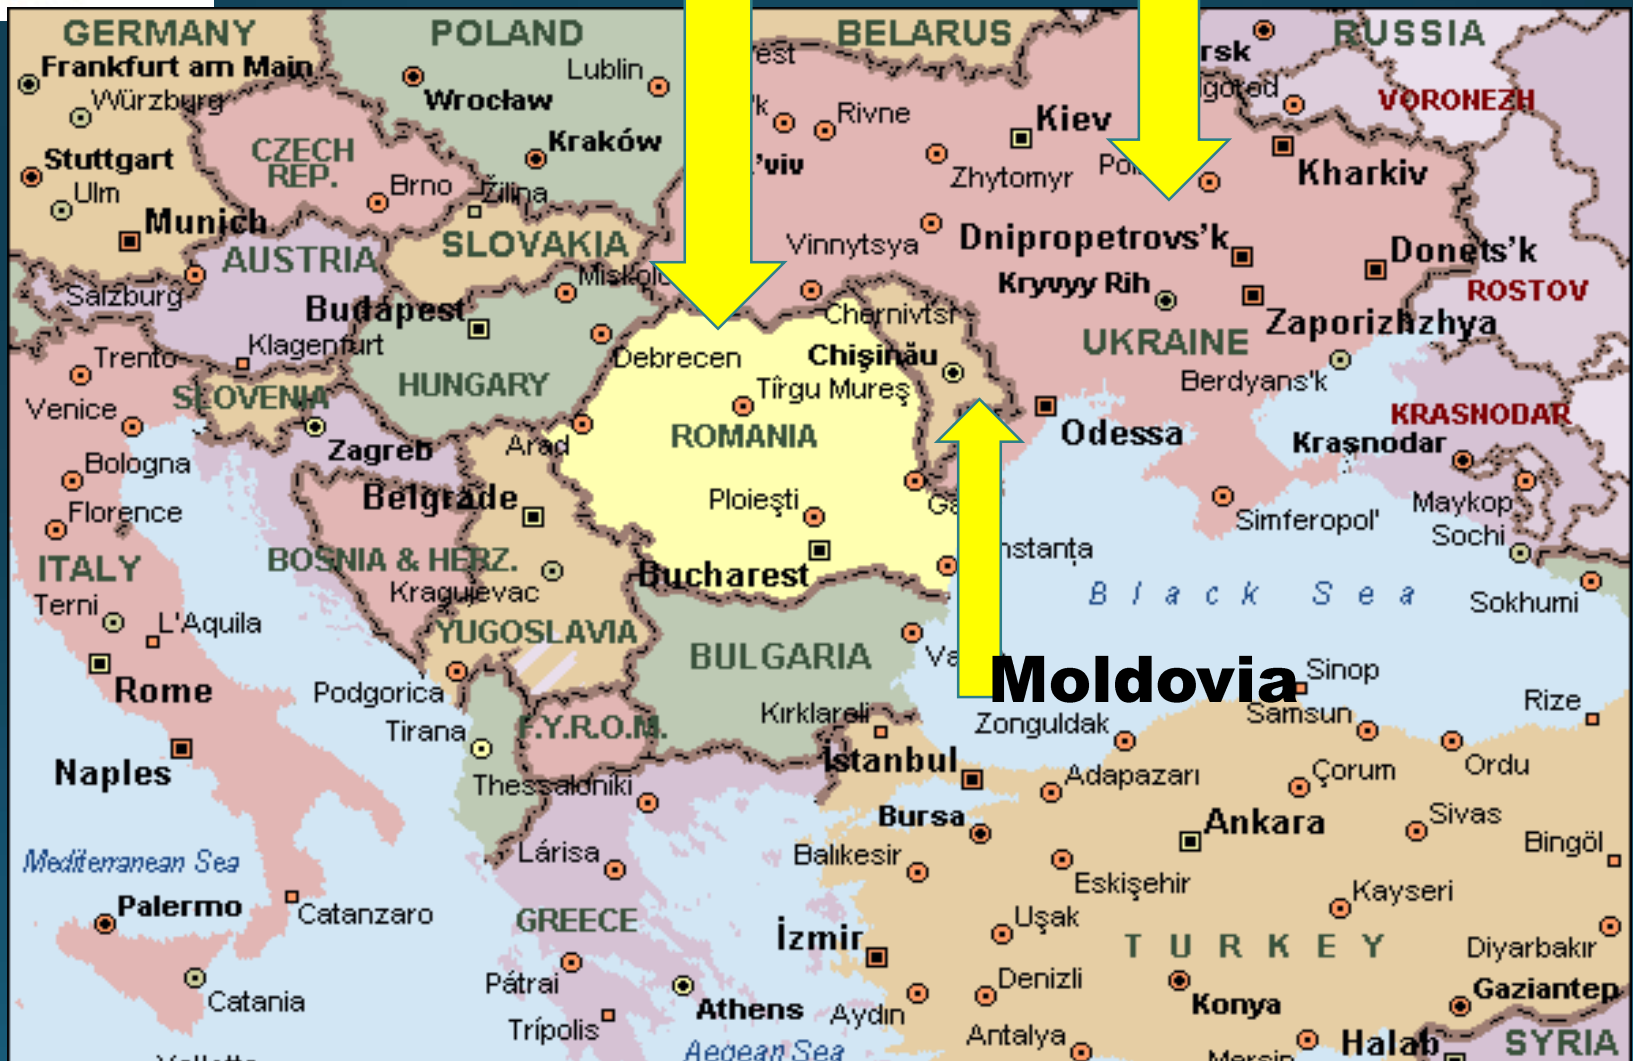 GERMANY
POLAND
BELARUS
RUSSIA
Frankfurt am Main
Lublin
Würzburg
Wrocław
Rivne
Kiev
VORONEZH
Stuttgart
CZECH
REP.
Kraków
Zhytomyr
Kharkiv
Ulm
Brno
Žilina
Munich
AUSTRIA
SLOVAKIA
Vinnytsya
Dnipropetrovs'k
Donets'k
Salzburg
Budapest
Kryvyy Rih
ROSTOV
Chernivtsi
Zaporizhzhya
Trento
Klagenfurt
Debrecen
Chişinău
UKRAINE
SLOVENIA
HUNGARY
Tîrgu Mureş
Berdyans'k
Venice
Zagreb
Arad
ROMANIA
Odessa
KRASNODAR
Krasnodar
Bologna
Belgrade
Ploieşti
Maykop
Florence
Simferopol'
Sochi
ITALY
BOSNIA & HERZ.
Bucharest
nstanţa
Terni
Kragujevac
Black Sea
Sokhumi
L'Aquila
YUGOSLAVIA
BULGARIA
Moldovia
Sinop
Rome
Podgorica
Kırklareli
Zonguldak
Samsun
Rize
Tirana
F.Y.R.O.M.
Naples
Thessaloníki
İstanbul
Adapazarı
Çorum
Ordu
Bursa
Ankara
Sivas
Mediterranean Sea
Lárisa
Balıkesir
Eskişehir
Bingöl
Palermo
Catanzaro
GREECE
İzmir
Uşak
Kayseri
TURKEY
Diyarbakır
Catania
Pátrai
Athens
Aydın
Denizli
Konya
Gaziantep
Trípolis
Antalya
Halab
SYRIA
Aegean Sea